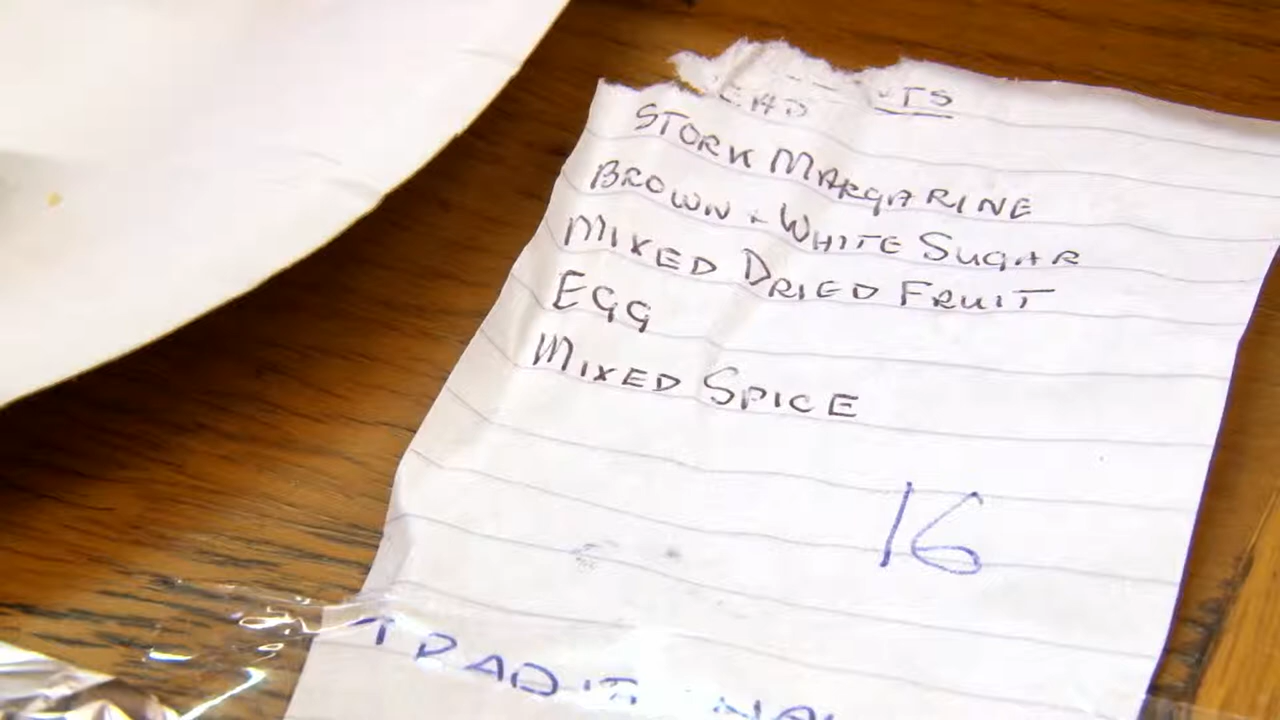 STORK MARGARINE
BROWN + WHITE SUGAR
MIXED DRIED FRUIT
EGG
MIXED SPICE
16